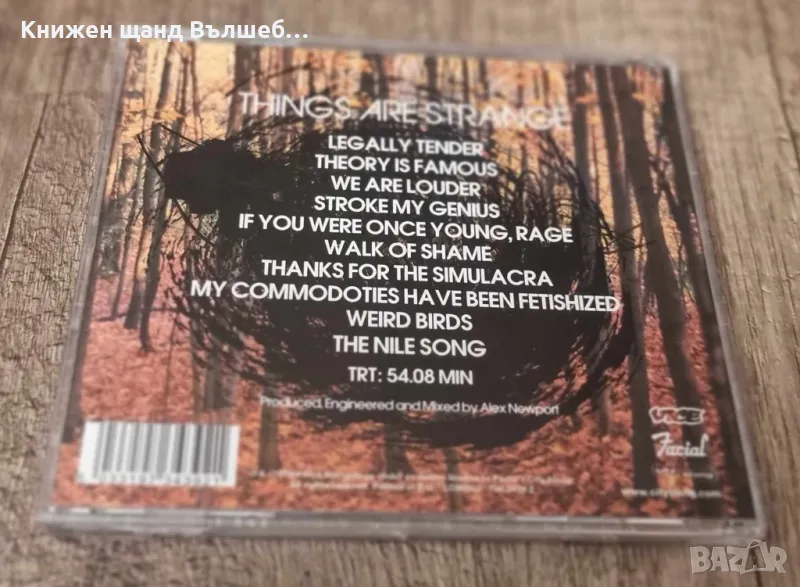 Книжен щанд Вълшеб...
THINGS ARE STRANGE
LEGALLY TENDER
THEORY IS FAMOUS
WE ARE LOUDER
STROKE MY GENIUS
IF YOU WERE ONCE YOUNG, RAGE
WALK OF SHAME
THANKS FOR THE SIMULACRA
MY COMMODOTIES HAVE BEEN FETISHIZED
WEIRD BIRDS
THE NILE SONG
TRT: 54.08 MIN
Produced, Engineered and Mixed by Alex Newport
VICE
Facial
BAZAR